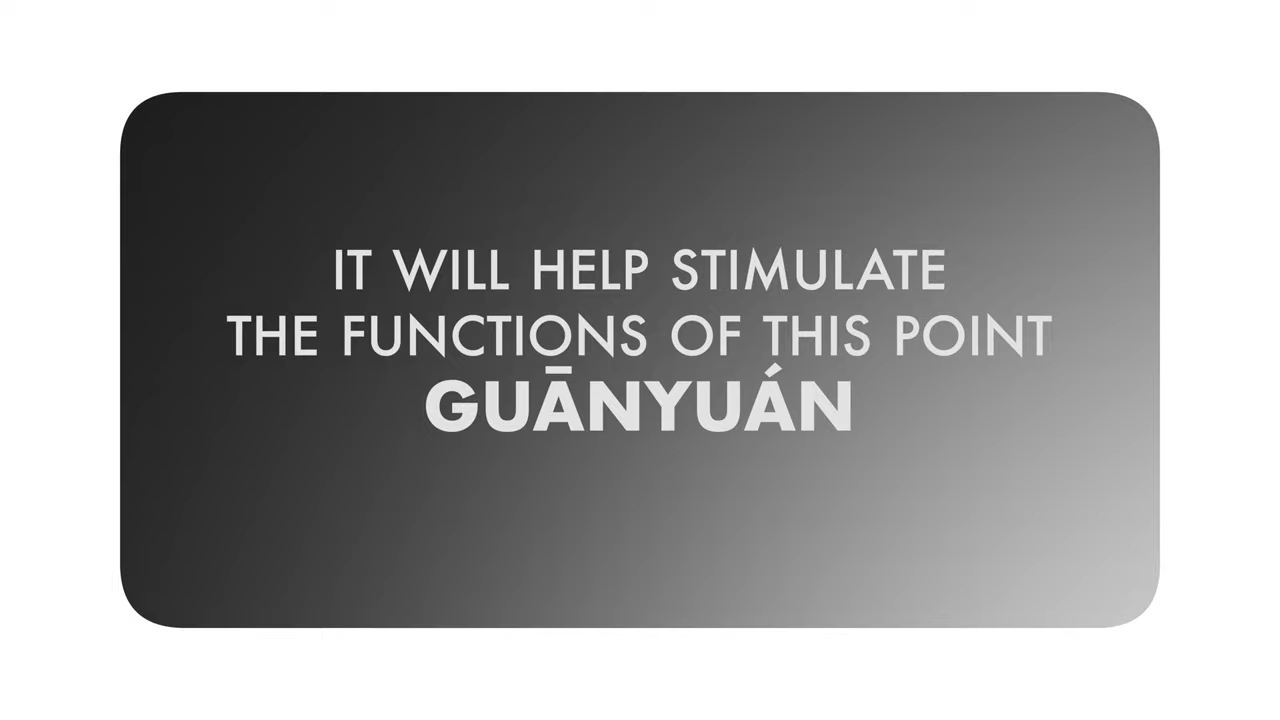 IT WILL HELP STIMULATE
THE FUNCTIONS OF THIS POINT
GUĀNYUÁN